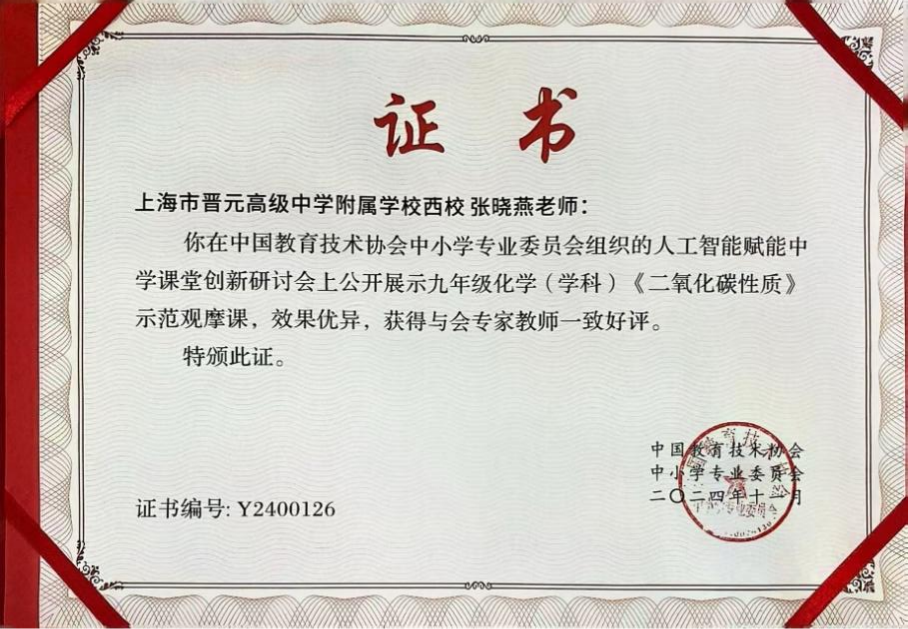 证书
上海市晋元高级中学附属学校西校 张晓燕老师：
你在中国教育技术协会中小学专业委员会组织的人工智能赋能中
学课堂创新研讨会上公开展示九年级化学（学科）《二氧化碳性质》
示范观摩课，效果优异，获得与会专家教师一致好评。
特颁此证。
中国教育技术协会
中小学专业委员会
二〇二四年十一月
证书编号: Y2400126